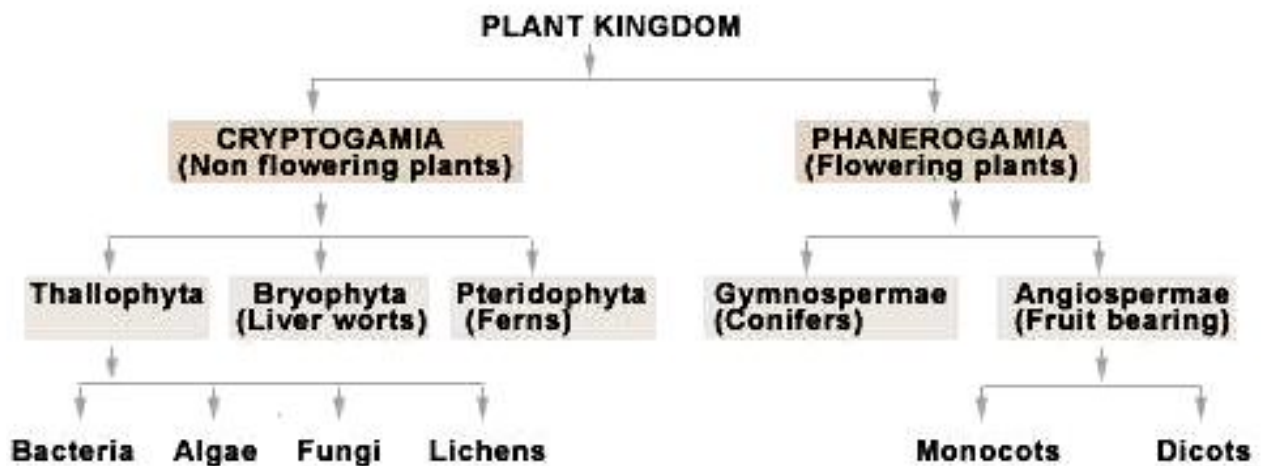 PLANT KINGDOM
CRYPTOGAMIA
(Non flowering plants)
PHANEROGAMIA
(Flowering plants)
Thallophyta
Bryophyta
(Liver worts)
Pteridophyta
(Ferns)
Gymnospermae
(Conifers)
Angiospermae
(Fruit bearing)
Bacteria
Algae
Fungi
Lichens
Monocots
Dicots